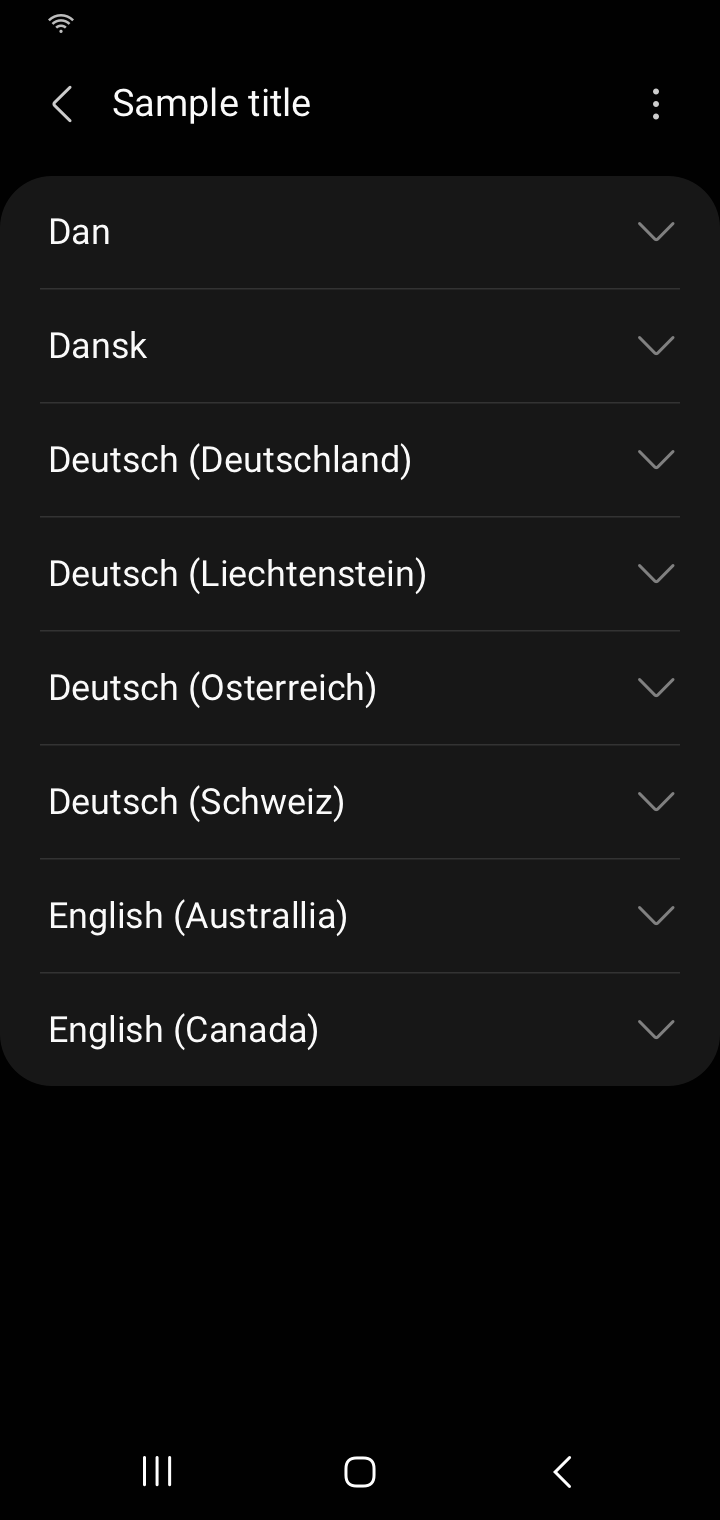 Sample title
Dan
Dansk
Deutsch (Deutschland)
Deutsch (Liechtenstein)
Deutsch (Osterreich)
Deutsch (Schweiz)
English (Australlia)
English (Canada)